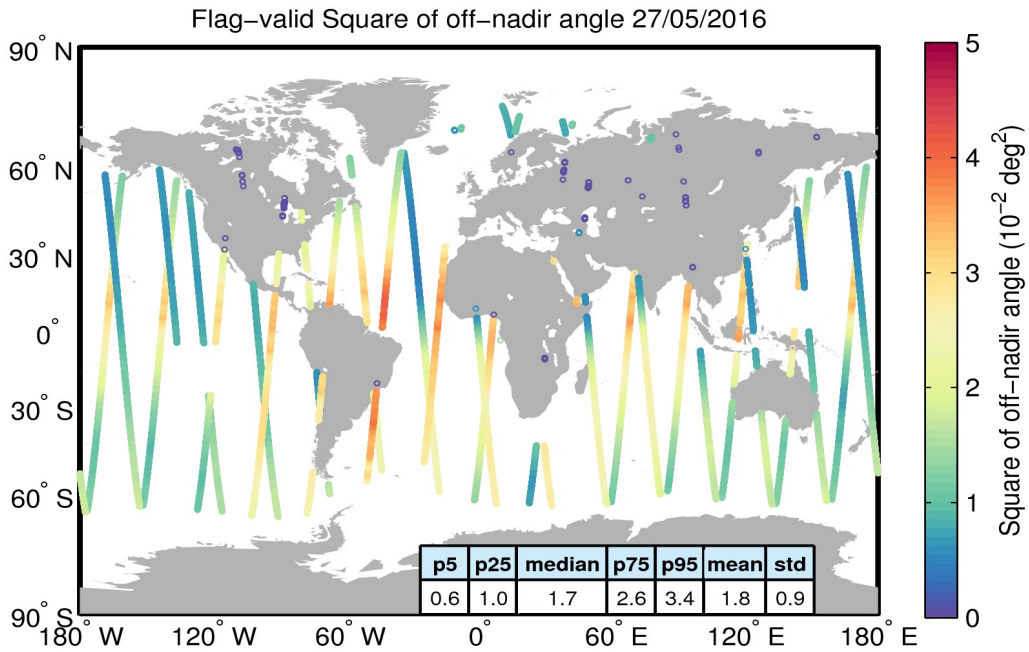 Flag−valid Square of off−nadir angle 27/05/2016
90° N
60° N
30° N
0°
30° S
60° S
90° S
180° W
120° W
60° W
0°
60° E
120° E
180° E
p5 p25 median p75 p95 mean std
0.6 1.0 1.7 2.6 3.4 1.8 0.9
5
4
3
2
1
0
Square of off−nadir angle (10⁻² deg²)